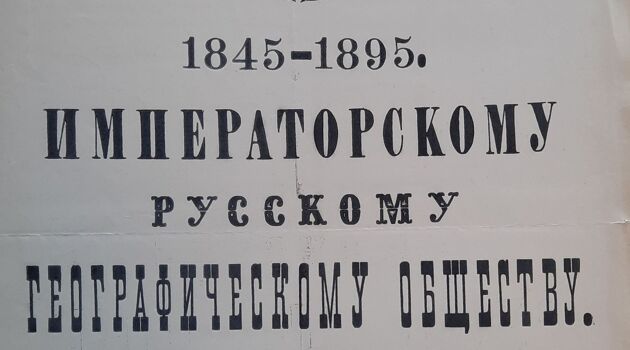 1845-1895.
ИМПЕРАТОРСКОМУ
РУССКОМУ
ГЕОГРАФИЧЕСКОМУ ОБЩЕСТВУ.